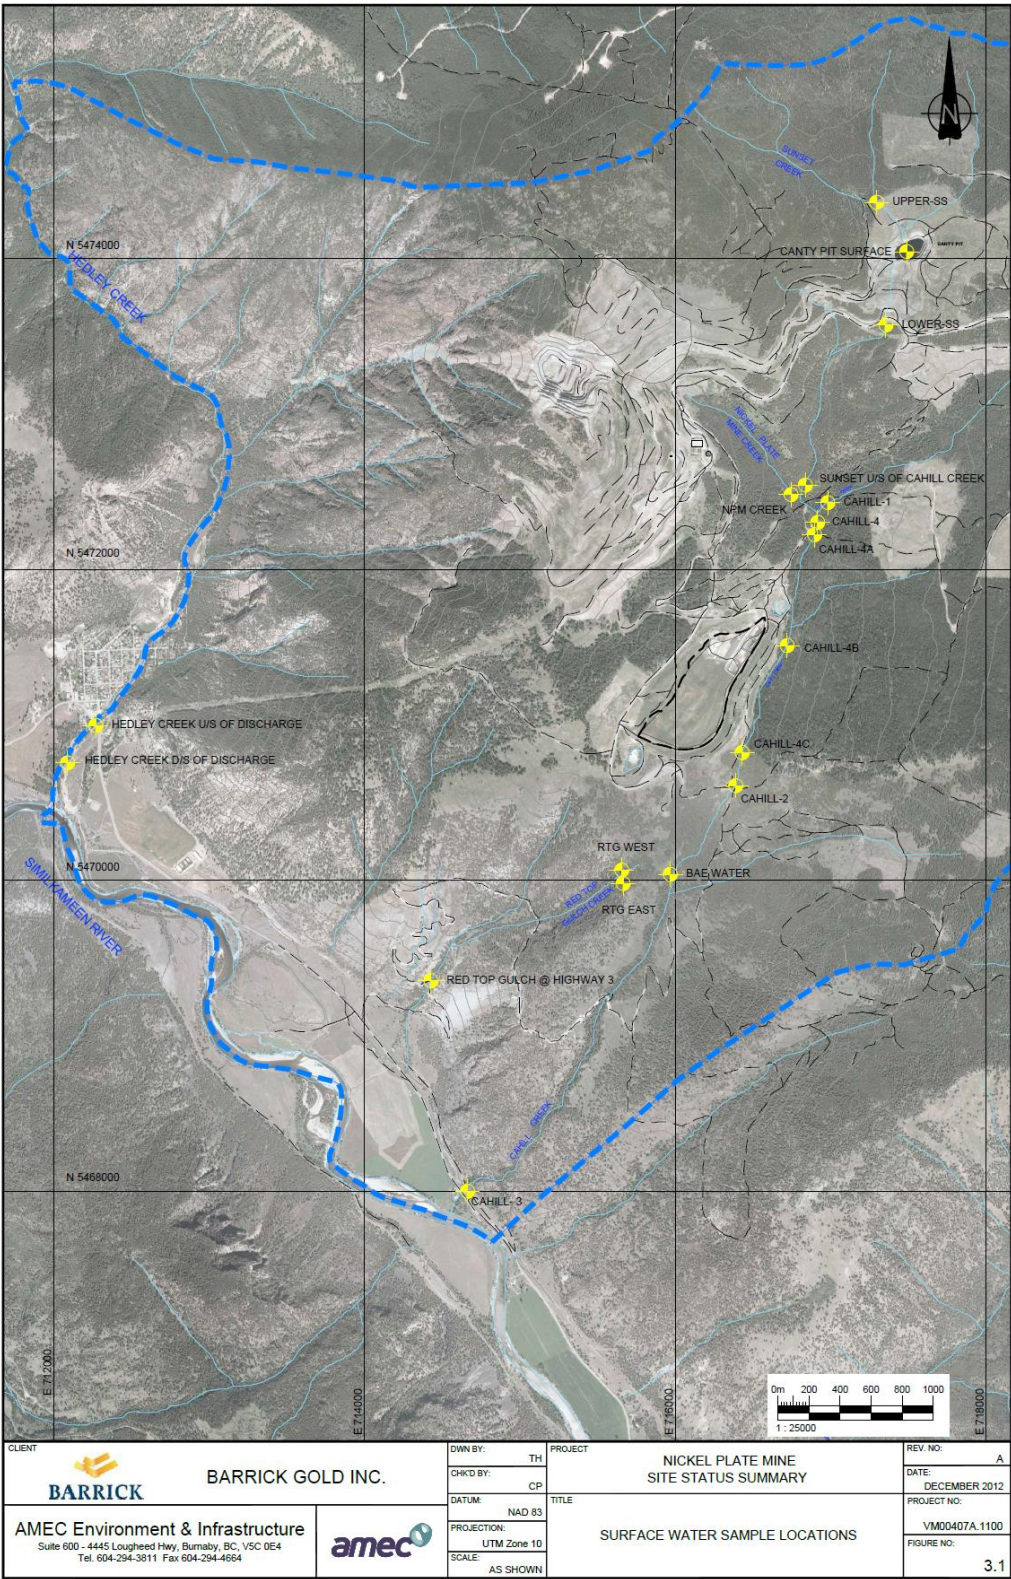 N
SUNSET
CREEK
UPPER-SS
N 5474000
CANTY PIT SURFACE
CANTY PIT
HEDLEY CREEK
LOWER-SS
NICKEL PLATE
MINE CREEK
SUNSET U/S OF CAHILL CREEK
NPM CREEK
CAHILL-1
CAHILL-4
CAHILL-4A
N 5472000
CAHILL-4B
HEDLEY CREEK U/S OF DISCHARGE
CAHILL-4C
HEDLEY CREEK D/S OF DISCHARGE
CAHILL-2
RTG WEST
N 5470000
BAE WATER
RED TOP
GULCH CREEK
RTG EAST
SIMILKAMEEN
RIVER
RED TOP GULCH @ HIGHWAY 3
CAHILL CREEK
N 5468000
CAHILL-3
E 712000
E 714000
E 716000
E 718000
0m 200 400 600 800 1000
1 : 25000
CLIENT
BARRICK
BARRICK GOLD INC.
AMEC Environment & Infrastructure
Suite 600 - 4445 Lougheed Hwy, Burnaby, BC, V5C 0E4
Tel. 604-294-3811 Fax 604-294-4664
amec
DWN BY:
TH
CHK'D BY:
CP
DATUM:
NAD 83
PROJECTION:
UTM Zone 10
SCALE:
AS SHOWN
PROJECT
NICKEL PLATE MINE
SITE STATUS SUMMARY
TITLE
SURFACE WATER SAMPLE LOCATIONS
REV. NO:
A
DATE:
DECEMBER 2012
PROJECT NO:
VM00407A.1100
FIGURE NO:
3.1